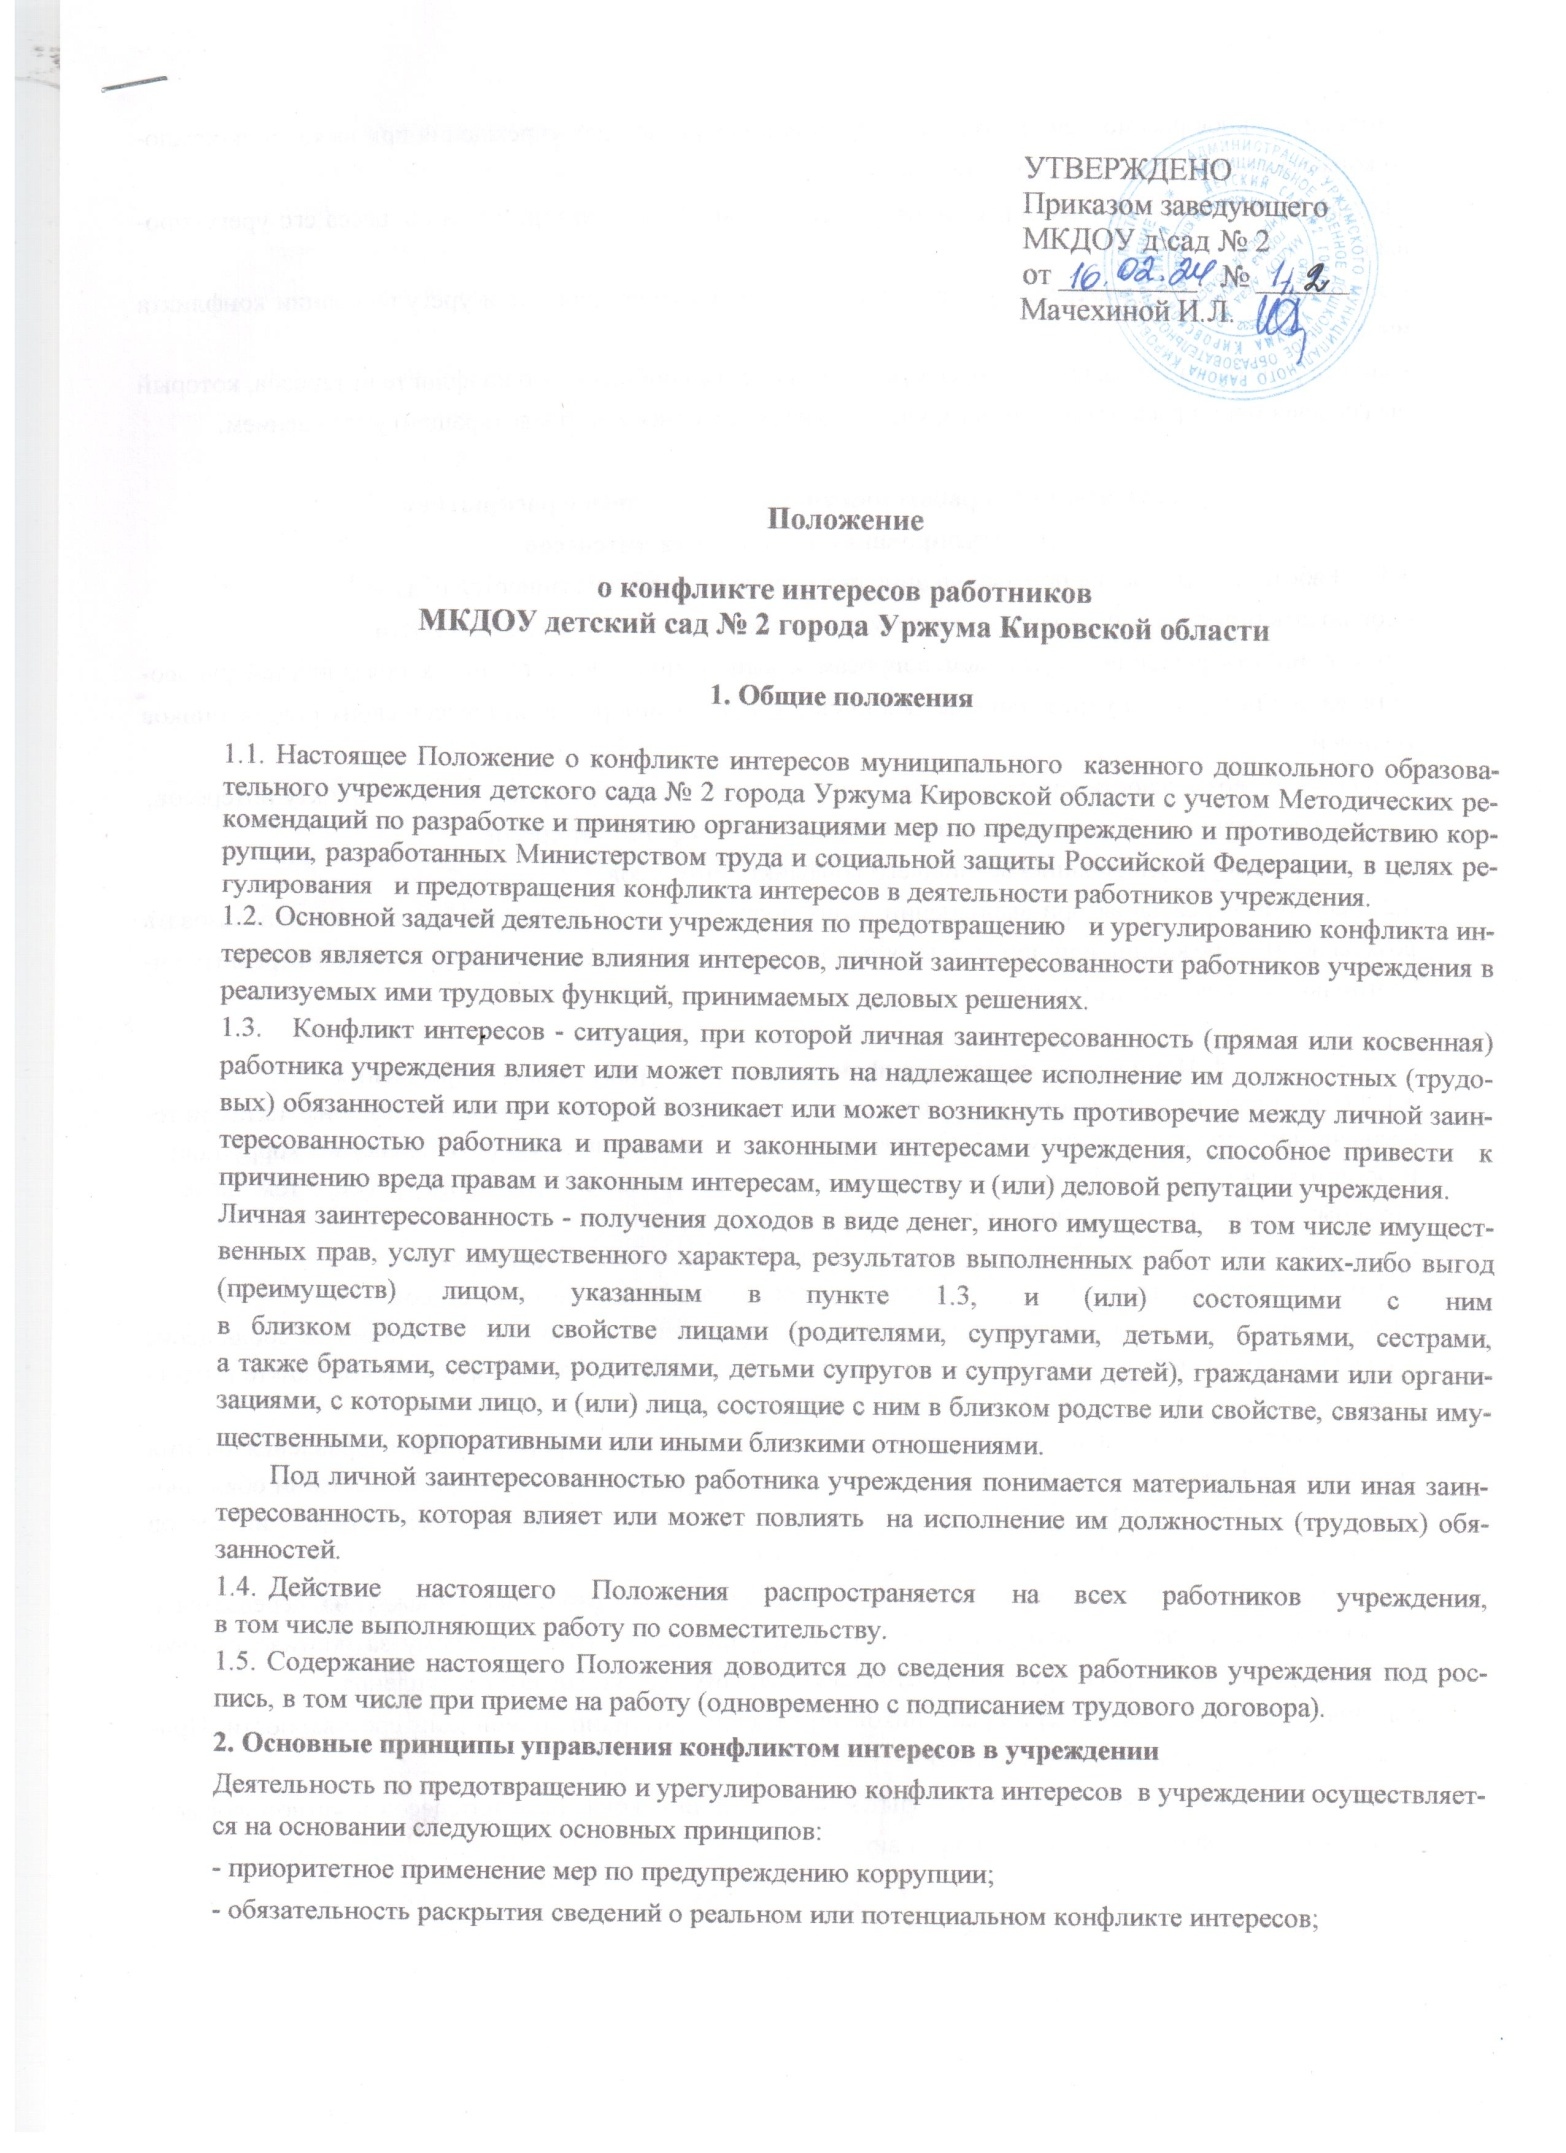 УТВЕРЖДЕНО
Приказом заведующего
МКДОУ д\сад № 2
от 16.02.24 №
Мачехиной И.Л.
Положение
о конфликте интересов работников
МКДОУ детский сад № 2 города Уржума Кировской области
1. Общие положения
1.1. Настоящее Положение о конфликте интересов муниципального казенного дошкольного образова-
тельного учреждения детского сада № 2 города Уржума Кировской области с учетом Методических ре-
комендаций по разработке и принятию организациями мер по предупреждению и противодействию кор-
рупции, разработанных Министерством труда и социальной защиты Российской Федерации, в целях ре-
гулирования и предотвращения конфликта интересов в деятельности работников учреждения.
1.2. Основной задачей деятельности учреждения по предотвращению и урегулированию конфликта ин-
тересов является ограничение влияния интересов, личной заинтересованности работников учреждения в
реализуемых ими трудовых функций, принимаемых деловых решениях.
1.3. Конфликт интересов - ситуация, при которой личная заинтересованность (прямая или косвенная)
работника учреждения влияет или может повлиять на надлежащее исполнение им должностных (трудо-
вых) обязанностей или при которой возникает или может возникнуть противоречие между личной заин-
тересованностью работника и правами и законными интересами учреждения, способное привести к
причинению вреда правам и законным интересам, имуществу и (или) деловой репутации учреждения.
Личная заинтересованность - получения доходов в виде денег, иного имущества, в том числе имущест-
венных прав, услуг имущественного характера, результатов выполненных работ или каких-либо выгод
(преимуществ) лицом, указанным в пункте 1.3, и (или) состоящими с ним
в близком родстве или свойстве лицами (родителями, супругами, детьми, братьями, сестрами,
а также братьями, сестрами, родителями, детьми супругов и супругами детей), гражданами или органи-
зациями, с которыми лицо, и (или) лица, состоящие с ним в близком родстве или свойстве, связаны иму-
щественными, корпоративными или иными близкими отношениями.
Под личной заинтересованностью работника учреждения понимается материальная или иная заин-
тересованность, которая влияет или может повлиять на исполнение им должностных (трудовых) обя-
занностей.
1.4. Действие настоящего Положения распространяется на всех работников учреждения,
в том числе выполняющих работу по совместительству.
1.5. Содержание настоящего Положения доводится до сведения всех работников учреждения под рос-
пись, в том числе при приеме на работу (одновременно с подписанием трудового договора).
2. Основные принципы управления конфликтом интересов в учреждении
Деятельность по предотвращению и урегулированию конфликта интересов в учреждении осуществляет-
ся на основании следующих основных принципов:
- приоритетное применение мер по предупреждению коррупции;
- обязательность раскрытия сведений о реальном или потенциальном конфликте интересов;